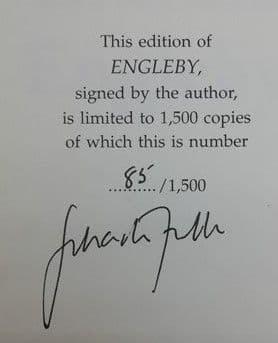 This edition of
ENGLEBY,
signed by the author,
is limited to 1,500 copies
of which this is number
85/1,500